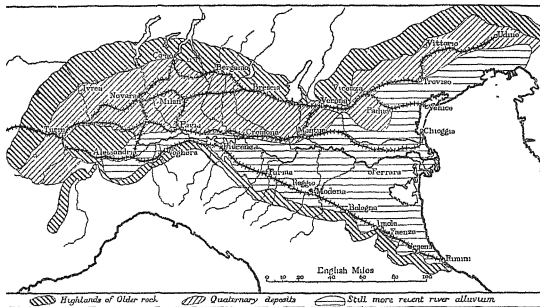 Udine
Vittorio
Bergamo
Ivrea
Brescia
Treviso
Novara
Milan
Vicenza
Verona
Padua
Venice
Turin
Pavia
Cremona
Mantua
Chioggia
Alessandria
Voghera
Piacenza
Parma
Ferrara
Reggio
Modena
Bologna
Imola
Faenza
Cesena
Rimini
English Miles
0 20 40 60 80 100
Highlands of Older rock
Quaternary deposits
Still more recent river alluvium